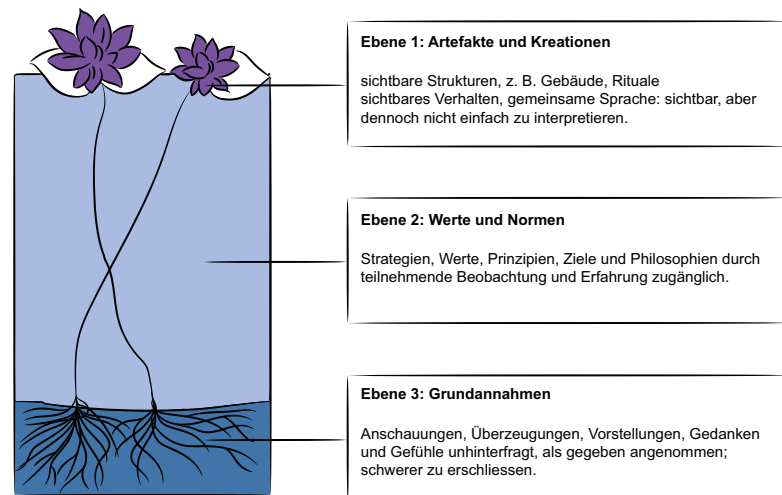 Ebene 1: Artefakte und Kreationen
sichtbare Strukturen, z. B. Gebäude, Rituale
sichtbares Verhalten, gemeinsame Sprache: sichtbar, aber
dennoch nicht einfach zu interpretieren.
Ebene 2: Werte und Normen
Strategien, Werte, Prinzipien, Ziele und Philosophien durch
teilnehmende Beobachtung und Erfahrung zugänglich.
Ebene 3: Grundannahmen
Anschauungen, Überzeugungen, Vorstellungen, Gedanken
und Gefühle unhinterfragt, als gegeben angenommen;
schwerer zu erschliessen.